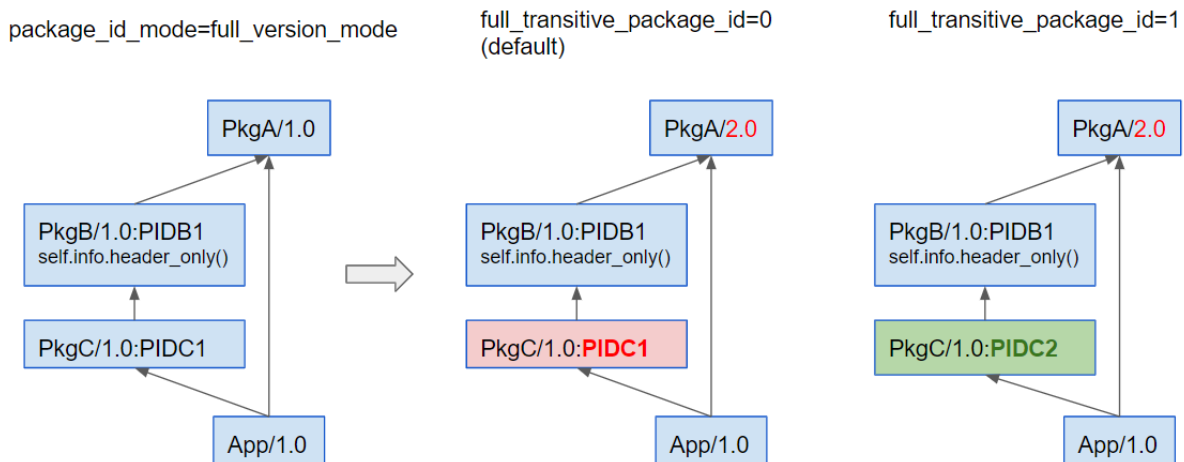 package_id_mode=full_version_mode
PkgA/1.0
PkgB/1.0:PIDB1
self.info.header_only()
PkgC/1.0:PIDC1
App/1.0
full_transitive_package_id=0
(default)
PkgA/2.0
PkgB/1.0:PIDB1
self.info.header_only()
PkgC/1.0:PIDC1
App/1.0
full_transitive_package_id=1
PkgA/2.0
PkgB/1.0:PIDB1
self.info.header_only()
PkgC/1.0:PIDC2
App/1.0